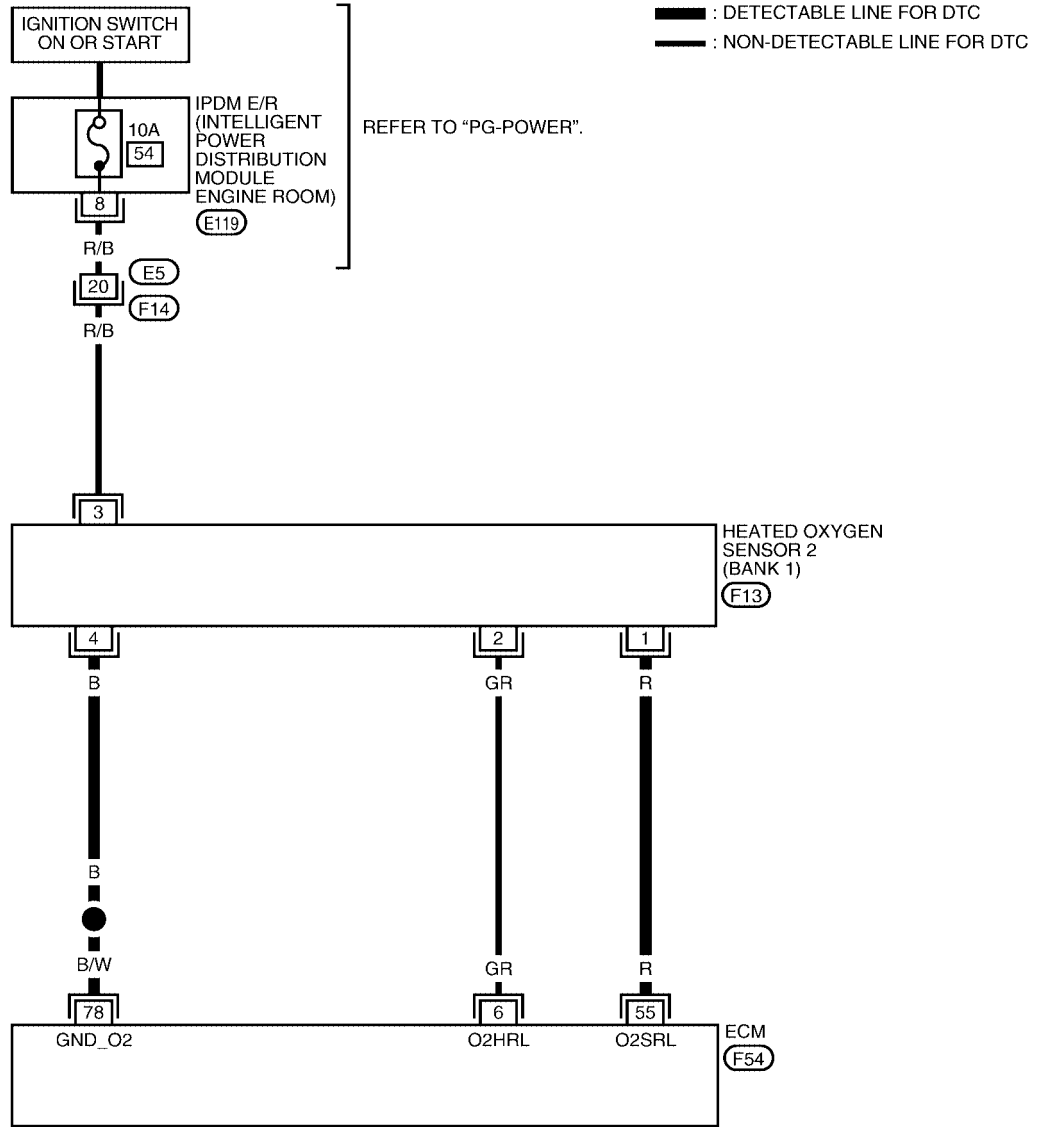 IGNITION SWITCH
ON OR START
: DETECTABLE LINE FOR DTC
: NON-DETECTABLE LINE FOR DTC
10A
54
IPDM E/R
(INTELLIGENT
POWER
DISTRIBUTION
MODULE
ENGINE ROOM)
E119
REFER TO “PG-POWER”.
8
R/B
20
E5
F14
R/B
3
HEATED OXYGEN
SENSOR 2
(BANK 1)
F13
4
2
1
B
GR
R
B
B/W
GR
R
78
6
55
GND_O2
O2HRL
O2SRL
ECM
F54